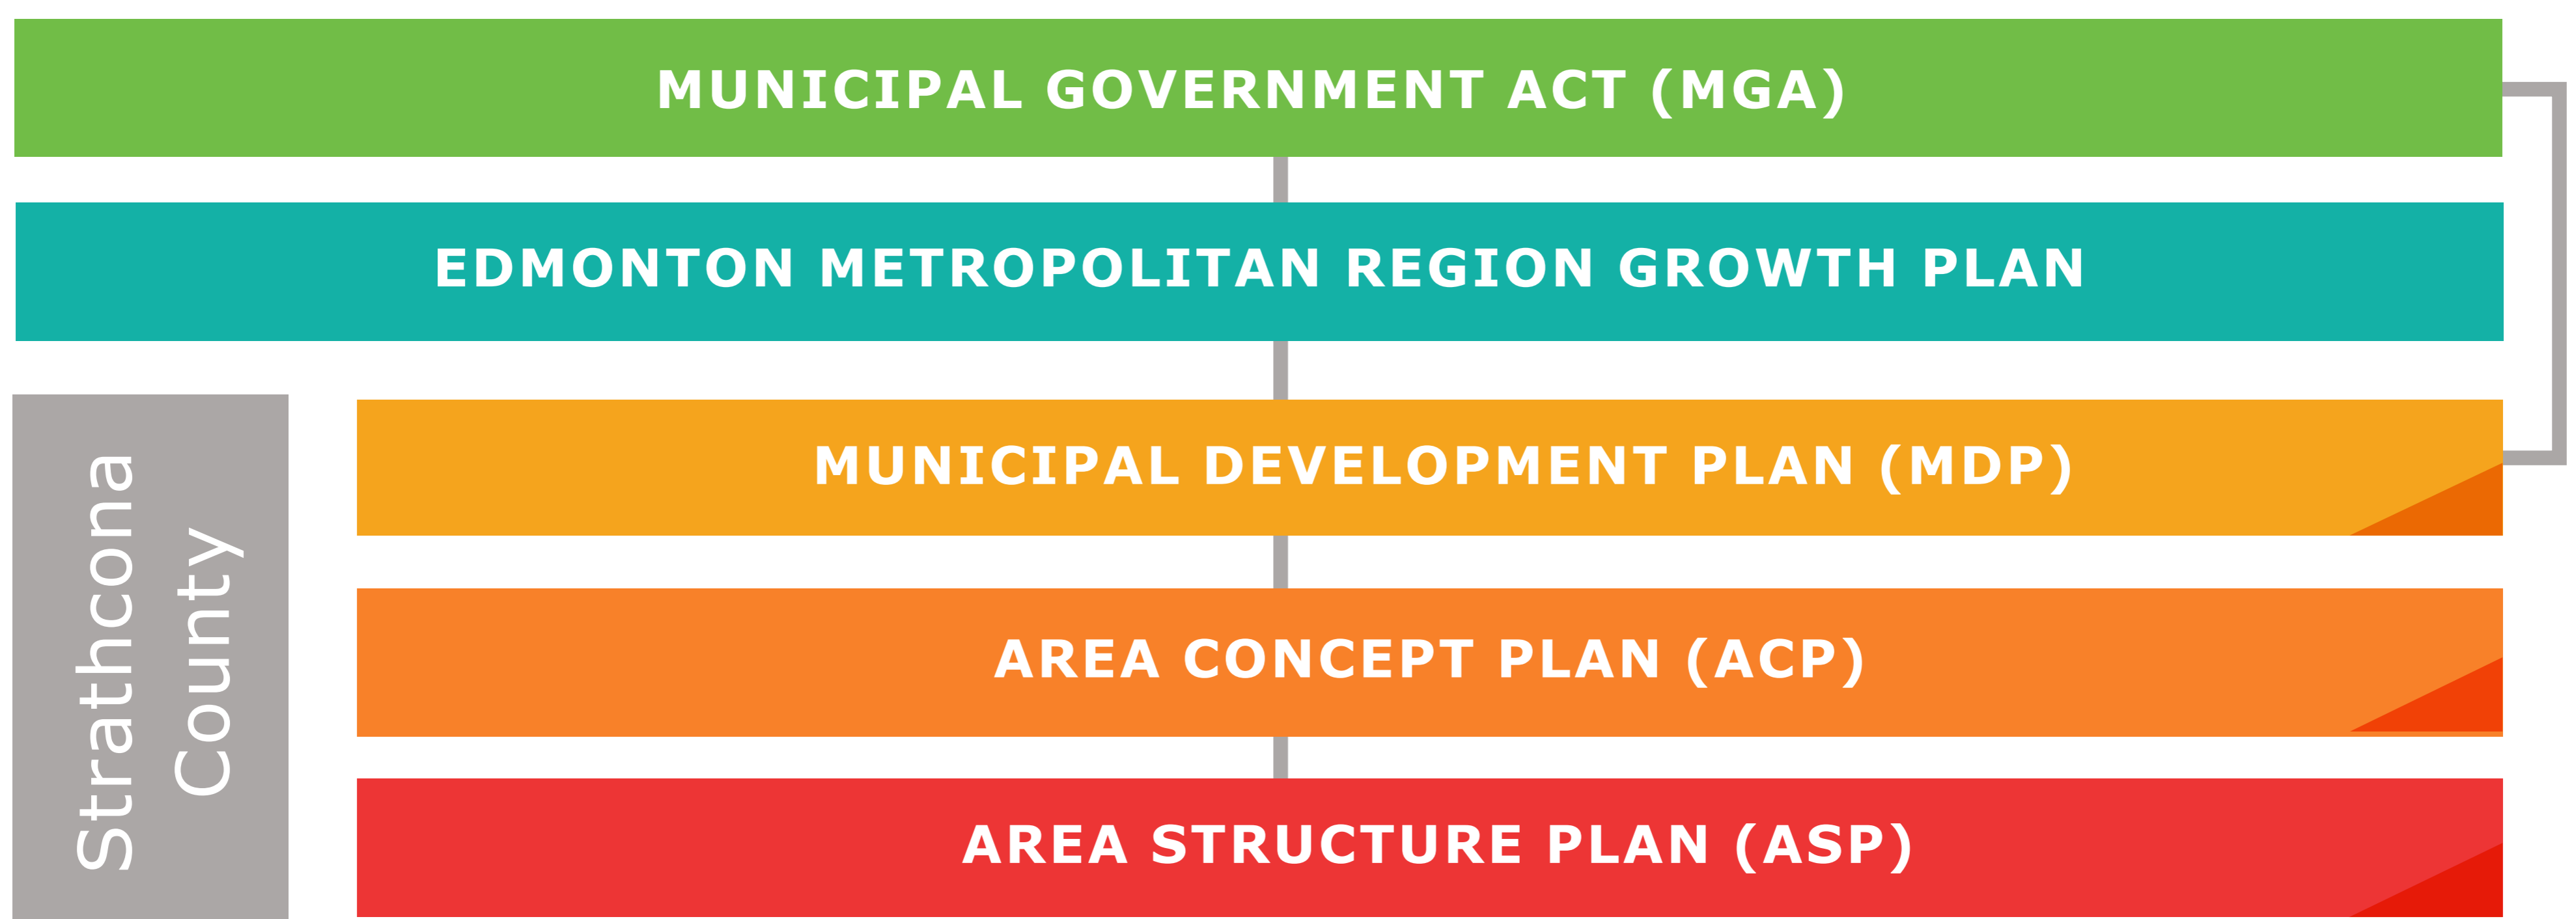 MUNICIPAL GOVERNMENT ACT (MGA)
EDMONTON METROPOLITAN REGION GROWTH PLAN
Strathcona
County
MUNICIPAL DEVELOPMENT PLAN (MDP)
AREA CONCEPT PLAN (ACP)
AREA STRUCTURE PLAN (ASP)